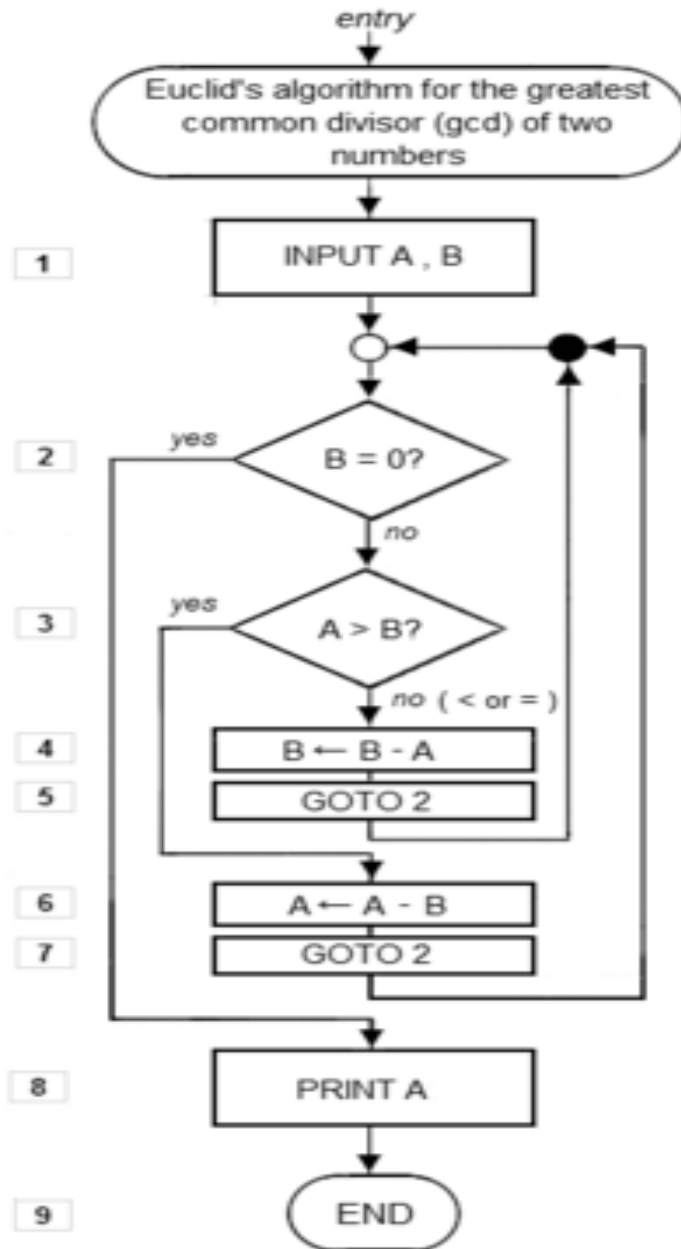 entry
Euclid's algorithm for the greatest
common divisor (gcd) of two
numbers
1
INPUT A , B
2
yes
B = 0?
no
3
yes
A > B?
no ( < or = )
4
B ← B - A
5
GOTO 2
6
A ← A - B
7
GOTO 2
8
PRINT A
9
END